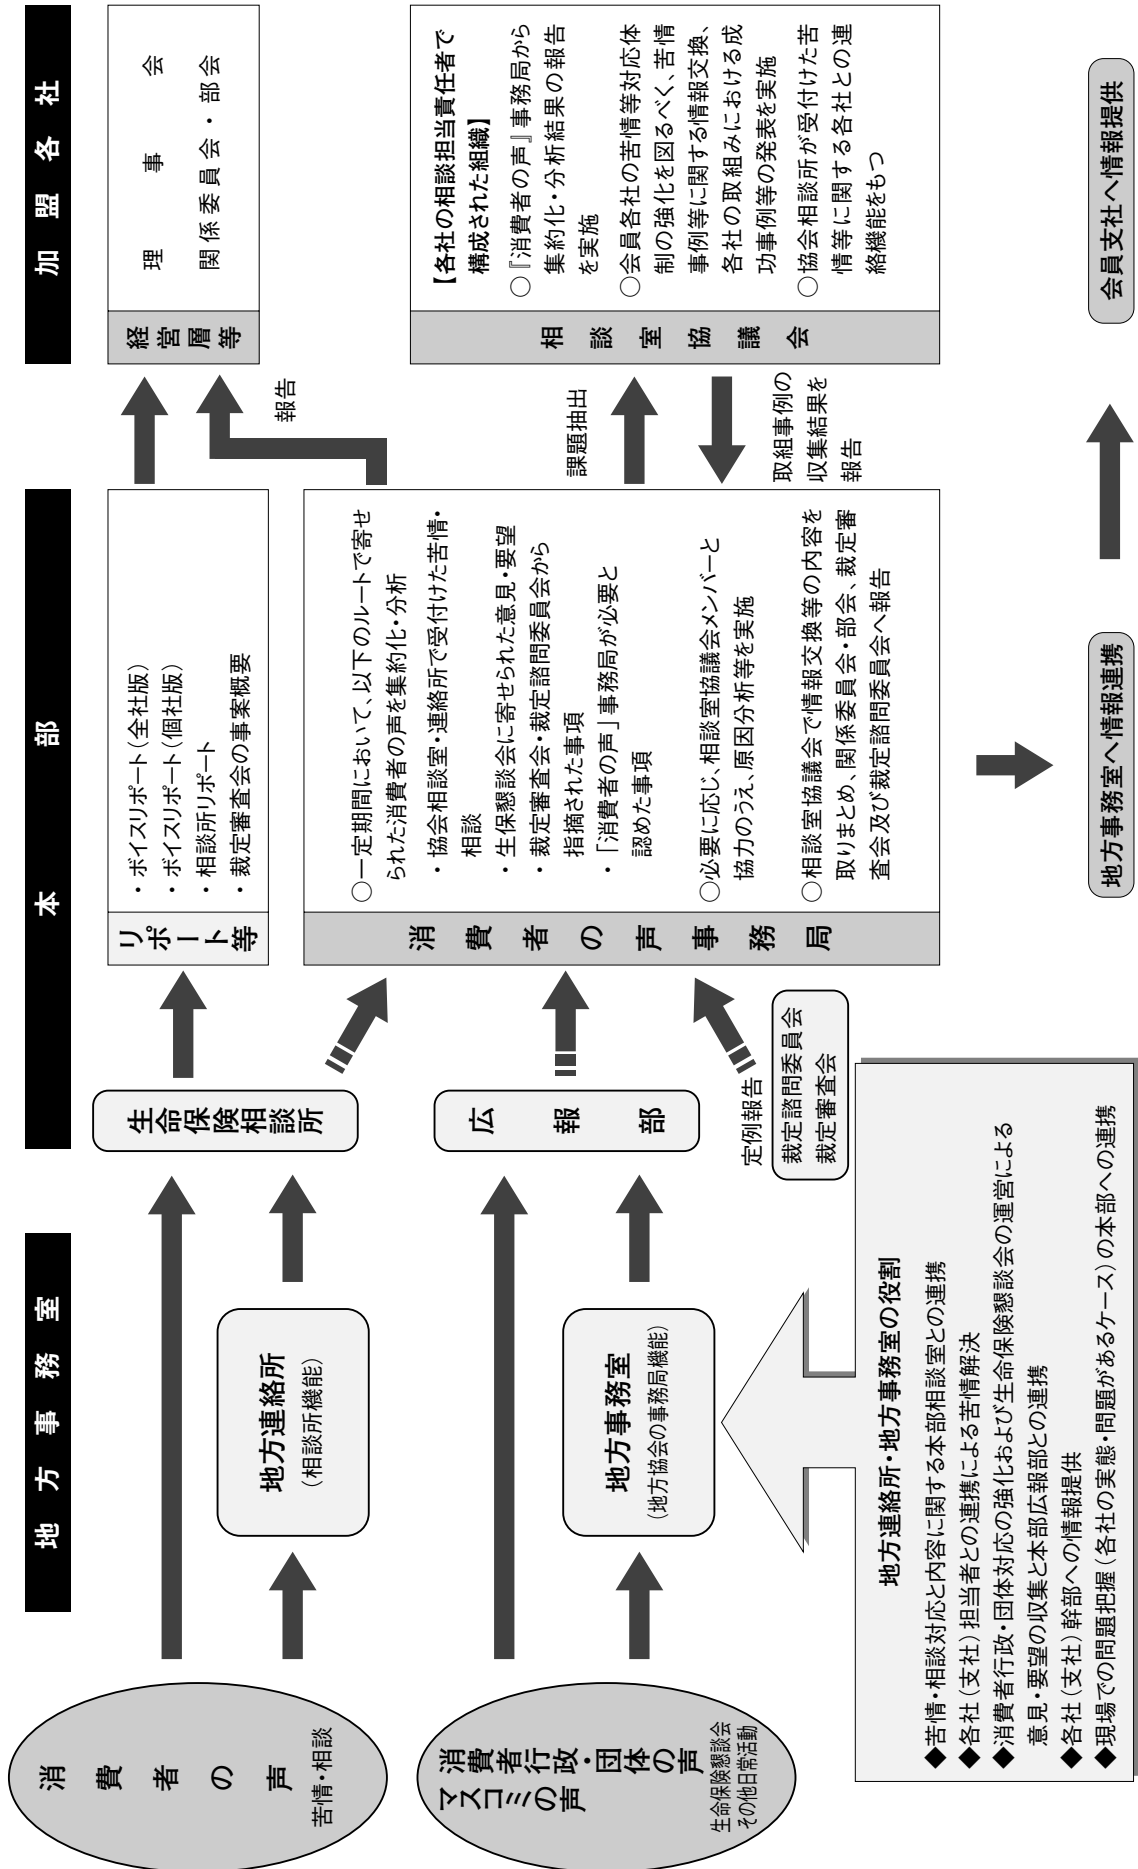 地方事務室
本部
加盟各社
消費者の声
苦情・相談
消費者行政・団体の声
マスコミの声
生命保険懇談会
その他日常活動
地方連絡所
（相談所機能）
地方事務室
（地方協会の事務局機能）
生命保険相談所
広報部
定例報告
裁定諮問委員会
裁定審査会
地方連絡所・地方事務室の役割
◆苦情・相談対応と内容に関する本部相談室との連携
◆各社（支社）担当者との連携による苦情解決
◆消費者行政・団体対応の強化および生命保険懇談会の運営による
意見・要望の収集と本部広報部との連携
◆各社（支社）幹部への情報提供
◆現場での問題把握（各社の実態・問題があるケース）の本部への連携
リポート等
・ボイスリポート（全社版）
・ボイスリポート（個社版）
・相談所リポート
・裁定審査会の事案概要
消費者の声事務局
○一定期間において、以下のルートで寄せ
られた消費者の声を集約化・分析
・協会相談室・連絡所で受付けた苦情・
相談
・生保懇談会に寄せられた意見・要望
・裁定審査会・裁定諮問委員会から
指摘された事項
・「消費者の声」事務局が必要と
認めた事項
○必要に応じ、相談室協議会メンバーと
協力のうえ、原因分析等を実施
○相談室協議会で情報交換等の内容を
取りまとめ、関係委員会・部会、裁定審
査会及び裁定諮問委員会へ報告
報告
課題抽出
取組事例の
収集結果を
報告
経営層等
理事会
関係委員会・部会
相談室協議会
【各社の相談担当責任者で
構成された組織】
○『消費者の声』事務局から
集約化・分析結果の報告
を実施
○会員各社の苦情等対応体
制の強化を図るべく、苦情
事例等に関する情報交換、
各社の取組みにおける成
功事例等の発表を実施
○協会相談所が受付けた苦
情等に関する各社との連
絡機能をもつ
地方事務室へ情報連携
会員支社へ情報提供